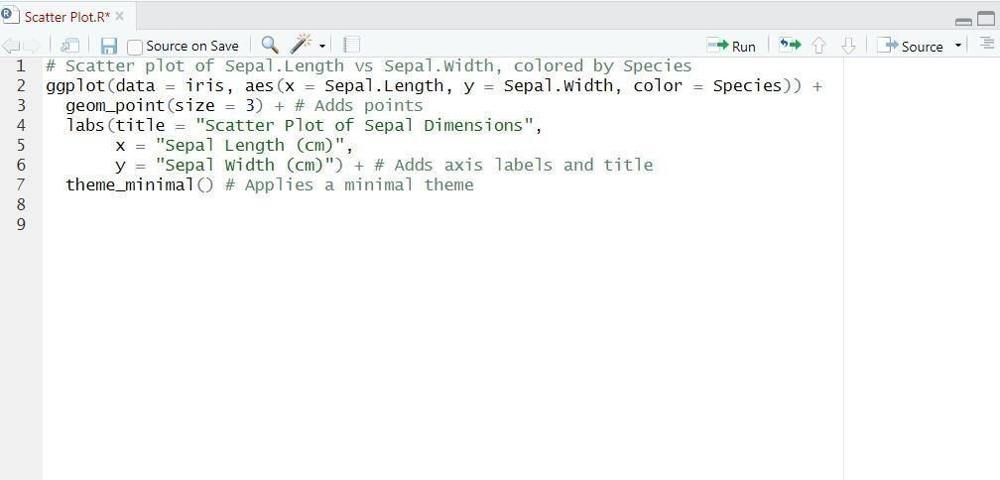 Scatter Plot.R*
Source on Save Run Source
1 # Scatter plot of Sepal.Length vs Sepal.Width, colored by Species
2 ggplot(data = iris, aes(x = Sepal.Length, y = Sepal.Width, color = Species)) +
3   geom_point(size = 3) + # Adds points
4   labs(title = "Scatter Plot of Sepal Dimensions",
5        x = "Sepal Length (cm)",
6        y = "Sepal Width (cm)") + # Adds axis labels and title
7   theme_minimal() # Applies a minimal theme
8
9